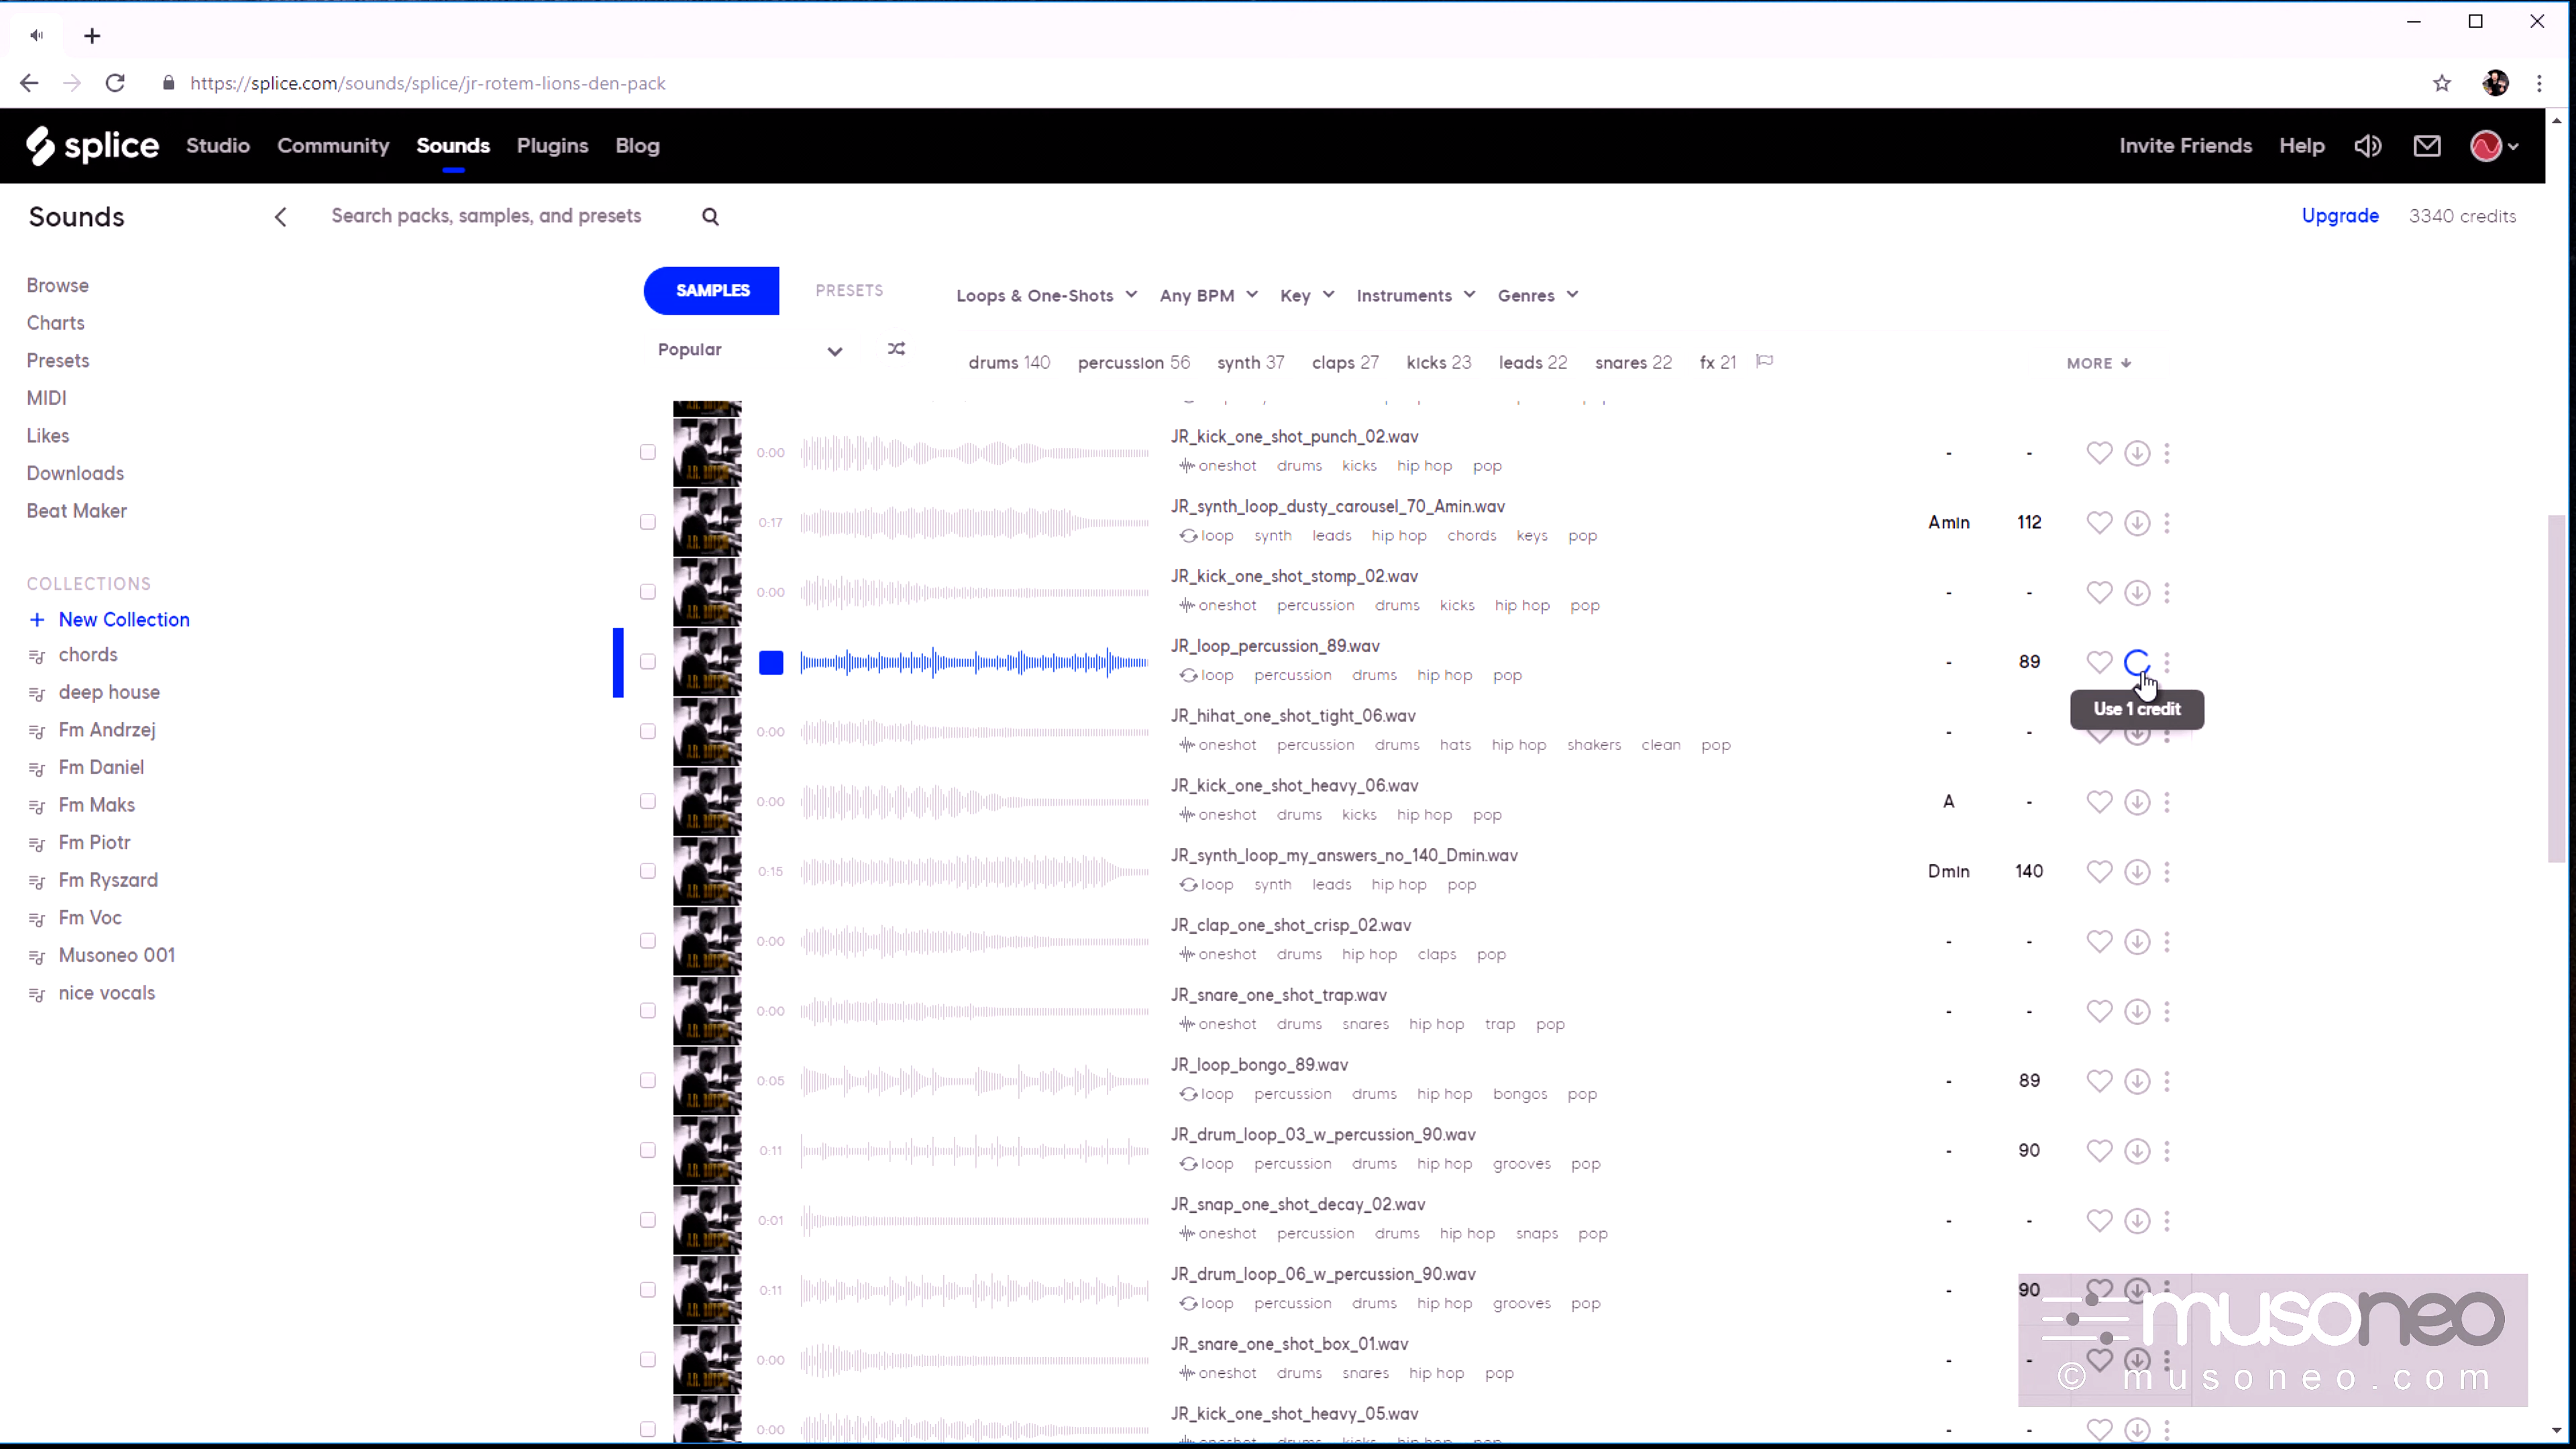 https://splice.com/sounds/splice/jr-rotem-lions-den-pack
splice Studio Community Sounds Plugins Blog Invite Friends Help
Sounds Search packs, samples, and presets Upgrade 3340 credits
Browse
Charts
Presets
MIDI
Likes
Downloads
Beat Maker
COLLECTIONS
+ New Collection
chords
deep house
Fm Andrzej
Fm Daniel
Fm Maks
Fm Piotr
Fm Ryszard
Fm Voc
Musoneo 001
nice vocals
SAMPLES PRESETS Loops & One-Shots Any BPM Key Instruments Genres
Popular drums 140 percussion 56 synth 37 claps 27 kicks 23 leads 22 snares 22 fx 21 MORE
0:00 JR_kick_one_shot_punch_02.wav - -
oneshot drums kicks hip hop pop
0:17 JR_synth_loop_dusty_carousel_70_Amin.wav Amin 112
loop synth leads hip hop chords keys pop
0:00 JR_kick_one_shot_stomp_02.wav - -
oneshot percussion drums kicks hip hop pop
JR_loop_percussion_89.wav - 89
loop percussion drums hip hop pop
Use 1 credit
0:00 JR_hihat_one_shot_tight_06.wav - -
oneshot percussion drums hats hip hop shakers clean pop
0:00 JR_kick_one_shot_heavy_06.wav A -
oneshot drums kicks hip hop pop
0:15 JR_synth_loop_my_answers_no_140_Dmin.wav Dmin 140
loop synth leads hip hop pop
0:00 JR_clap_one_shot_crisp_02.wav - -
oneshot drums hip hop claps pop
0:00 JR_snare_one_shot_trap.wav - -
oneshot drums snares hip hop trap pop
0:05 JR_loop_bongo_89.wav - 89
loop percussion drums hip hop bongos pop
0:11 JR_drum_loop_03_w_percussion_90.wav - 90
loop percussion drums hip hop grooves pop
0:01 JR_snap_one_shot_decay_02.wav - -
oneshot percussion drums hip hop snaps pop
0:11 JR_drum_loop_06_w_percussion_90.wav - 90
loop percussion drums hip hop grooves pop
0:00 JR_snare_one_shot_box_01.wav - -
oneshot drums snares hip hop pop
0:00 JR_kick_one_shot_heavy_05.wav - -
oneshot drums kicks hip hop pop
musoneo
© musoneo.com